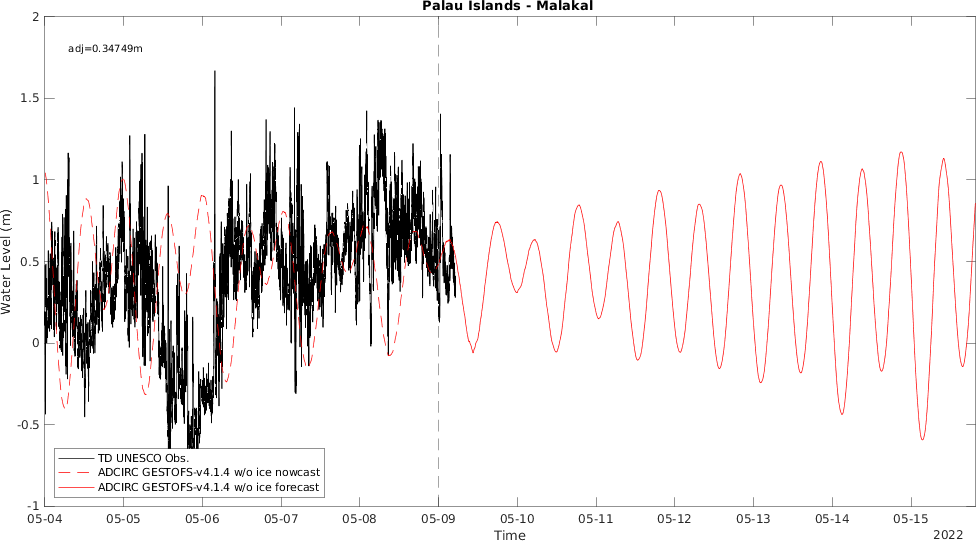 Palau Islands - Malakal
adj=0.34749m
Water Level (m)
2
1.5
1
0.5
0
-0.5
-1
TD UNESCO Obs.
ADCIRC GESTOFS-v4.1.4 w/o ice nowcast
ADCIRC GESTOFS-v4.1.4 w/o ice forecast
05-04 05-05 05-06 05-07 05-08 05-09 05-10 05-11 05-12 05-13 05-14 05-15
Time
2022